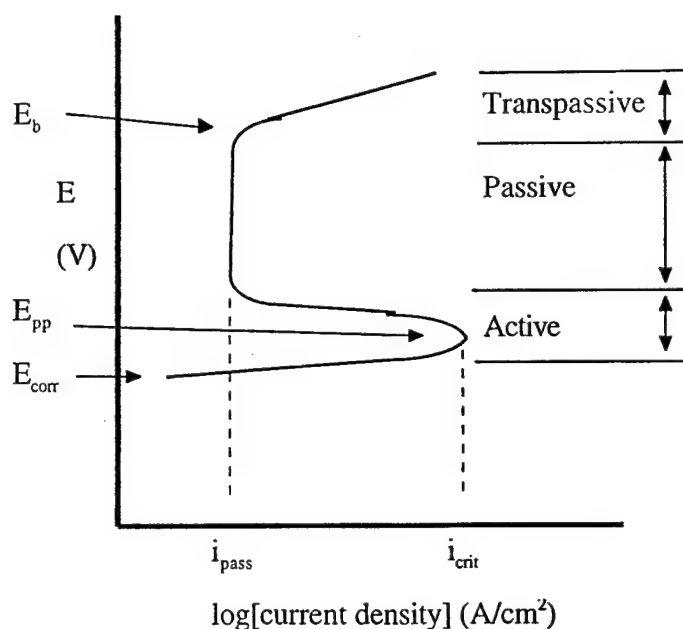 Transpassive
E_b
E
Passive
(V)
E_pp
Active
E_corr
i_pass
i_crit
log[current density] (A/cm²)